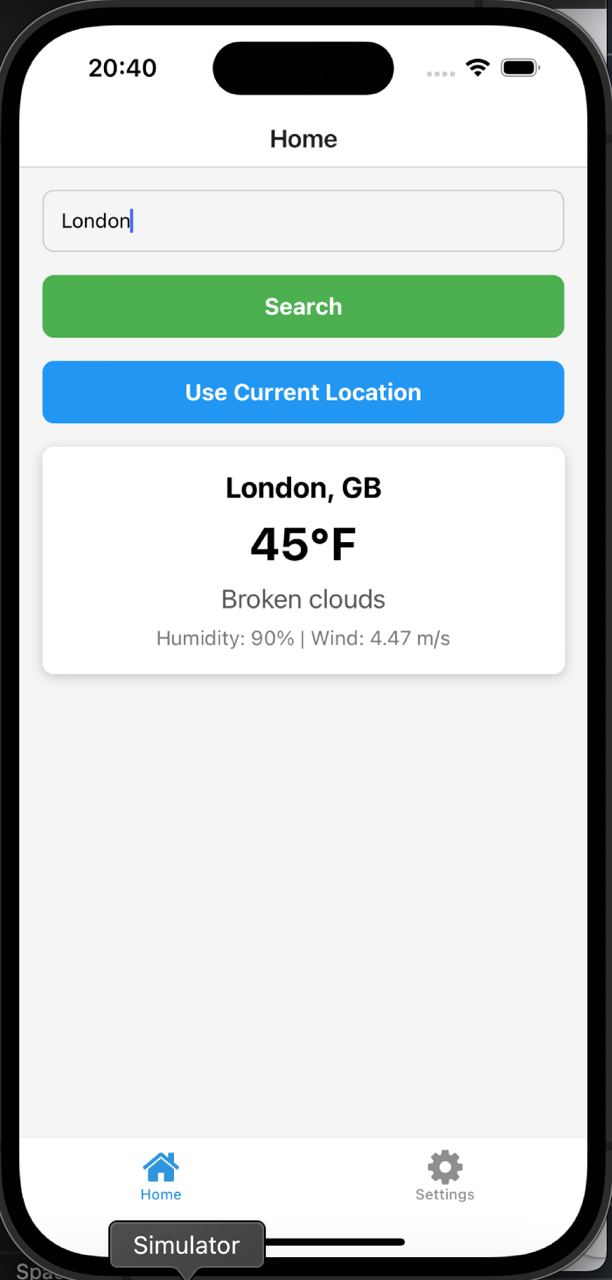 20:40
Home
London
Search
Use Current Location
London, GB
45°F
Broken clouds
Humidity: 90% | Wind: 4.47 m/s
Home Settings
Simulator